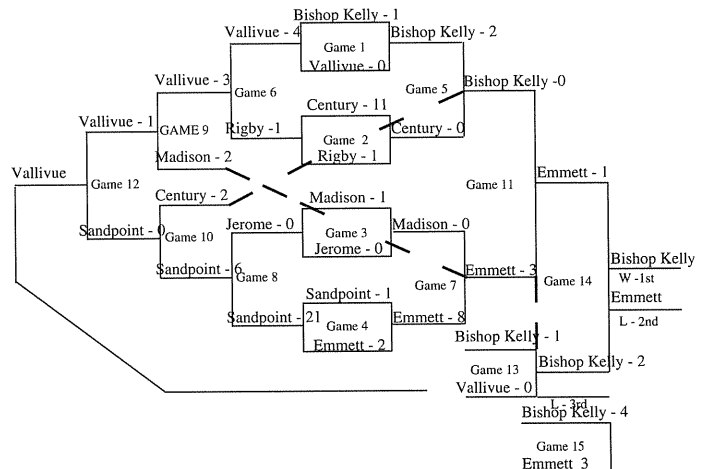 Bishop Kelly - 1
Vallivue - 4
Bishop Kelly - 2
Game 1
Vallivue - 0
Vallivue - 3
Game 6
Game 5
Bishop Kelly -0
Century - 11
Vallivue - 1
GAME 9
Rigby -1
Game 2
Century - 0
Rigby - 1
Madison - 2
Vallivue
Game 12
Game 11
Emmett - 1
Century - 2
Madison - 1
Sandpoint - 0
Game 10
Jerome - 0
Game 3
Madison - 0
Jerome - 0
Sandpoint - 6
Game 8
Game 7
Emmett - 3
Game 14
Bishop Kelly
W -1st
Sandpoint - 1
Emmett
Sandpoint - 21
Game 4
Emmett - 8
L - 2nd
Emmett - 2
Bishop Kelly - 1
Game 13
Bishop Kelly - 2
Vallivue - 0
L - 3rd
Bishop Kelly - 4
Game 15
Emmett 3